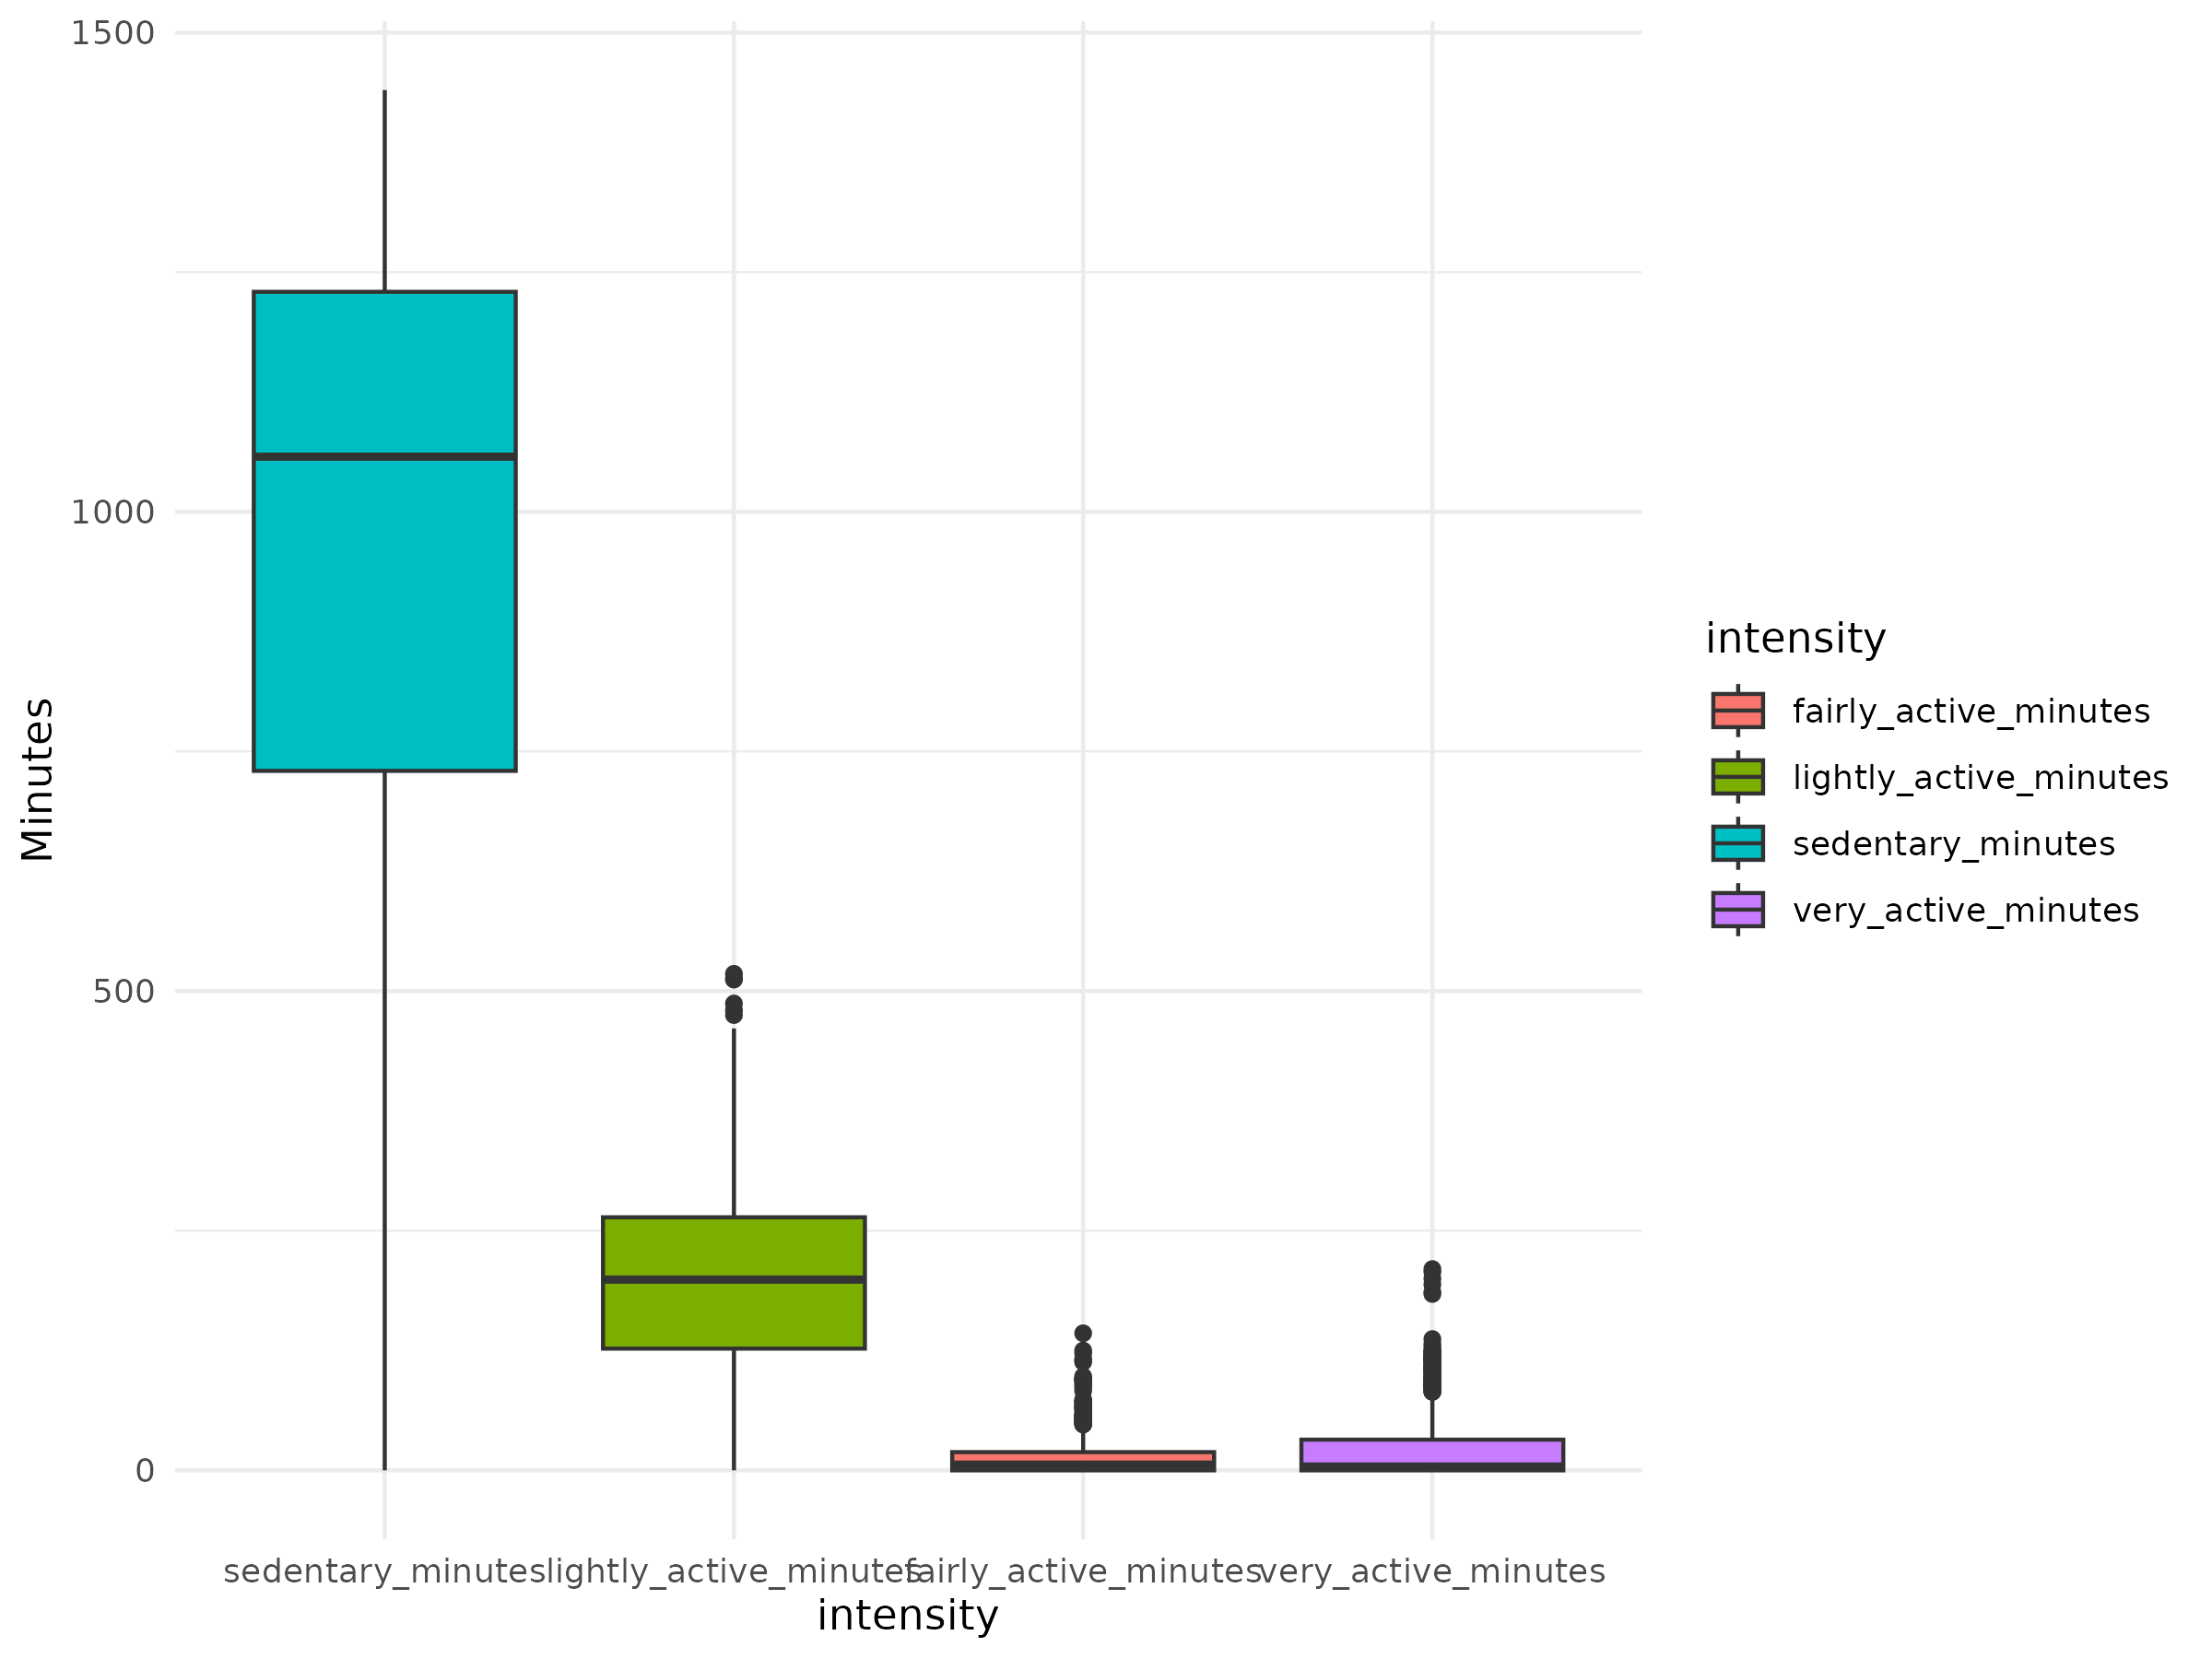 1500
1000
500
0
Minutes
sedentary_minutes
lightly_active_minutes
fairly_active_minutes
very_active_minutes
intensity
intensity
fairly_active_minutes
lightly_active_minutes
sedentary_minutes
very_active_minutes